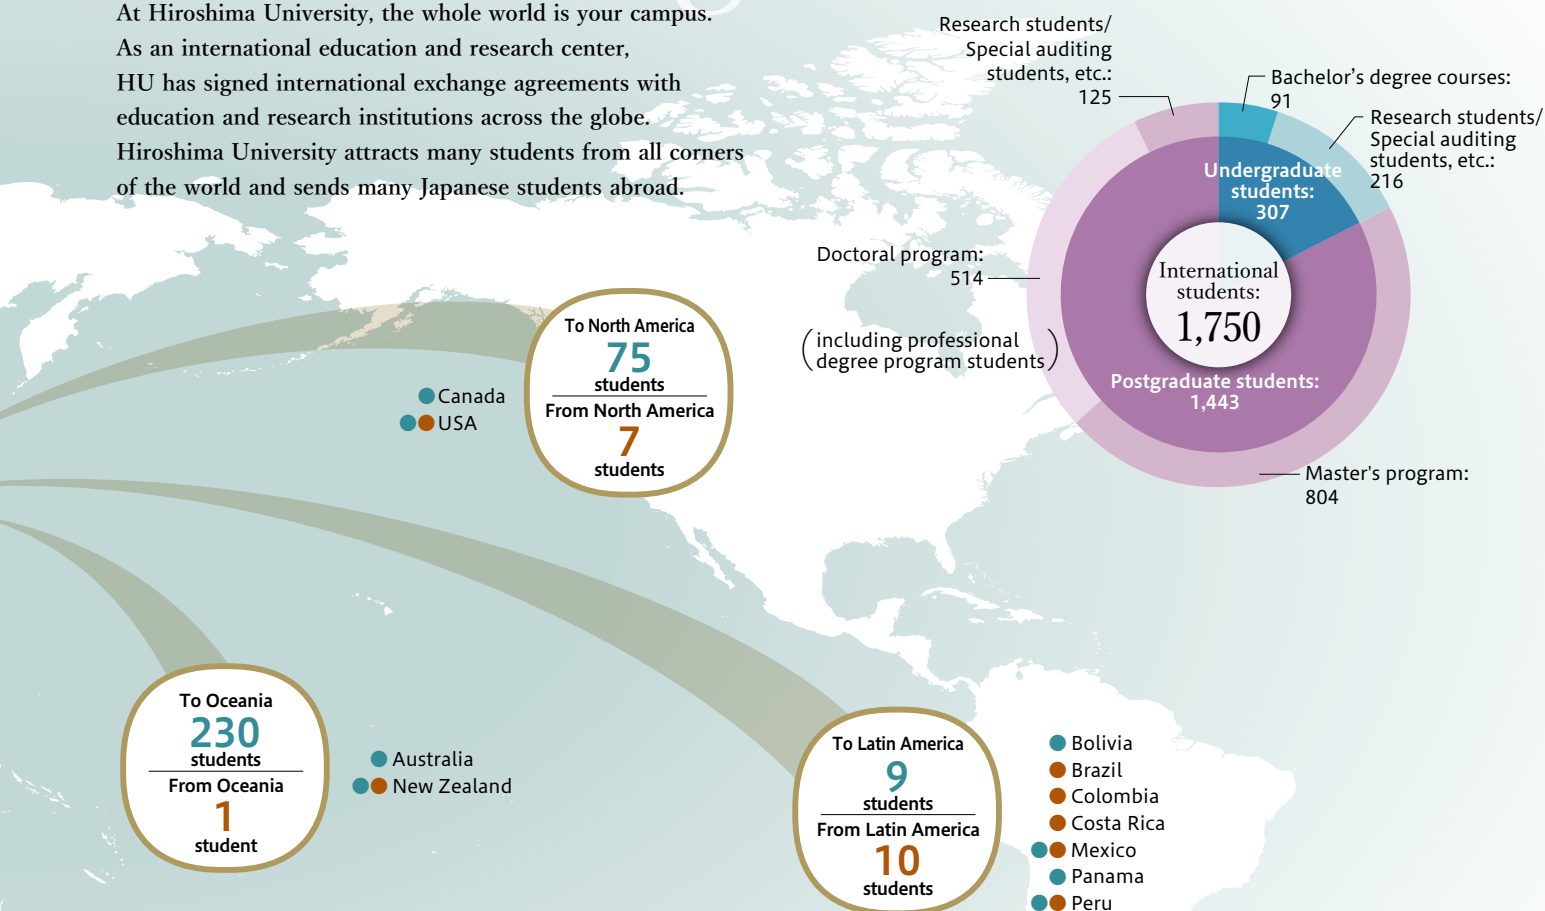 At Hiroshima University, the whole world is your campus.
As an international education and research center,
HU has signed international exchange agreements with
education and research institutions across the globe.
Hiroshima University attracts many students from all corners
of the world and sends many Japanese students abroad.
Research students/
Special auditing
students, etc.:
125
Bachelor's degree courses:
91
Research students/
Special auditing
students, etc.:
216
Undergraduate
students:
307
Doctoral program:
514
(including professional
degree program students)
International
students:
1,750
Postgraduate students:
1,443
Master's program:
804
To North America
75
students
From North America
7
students
Canada
USA
To Oceania
230
students
From Oceania
1
student
Australia
New Zealand
To Latin America
9
students
From Latin America
10
students
Bolivia
Brazil
Colombia
Costa Rica
Mexico
Panama
Peru